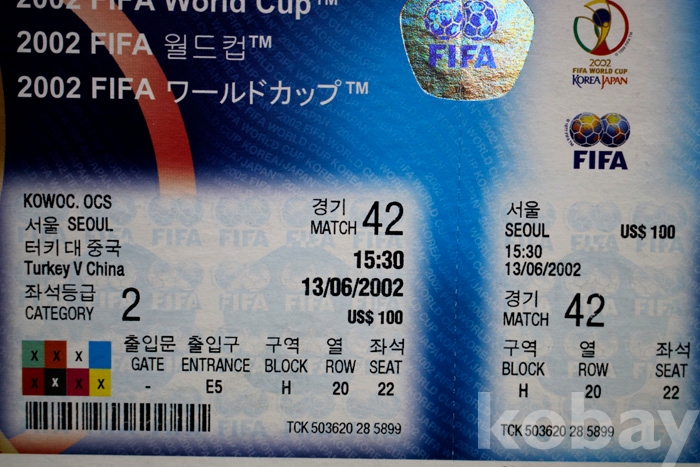 2002 FIFA World Cup™
2002 FIFA 월드컵™
2002 FIFA ワールドカップ™
FIFA
2002
FIFA WORLD CUP
KOREA JAPAN
FIFA
KOWOC. OCS
서울 SEOUL
터키 대 중국
Turkey V China
좌석등급
CATEGORY 2
경기
MATCH 42
15:30
13/06/2002
US$ 100
출입문 출입구 구역 열 좌석
GATE ENTRANCE BLOCK ROW SEAT
- E5 H 20 22
X X X
X X X
TCK 503620 28 5899
서울
SEOUL US$ 100
15:30
13/06/2002
경기
MATCH 42
구역 열 좌석
BLOCK ROW SEAT
H 20 22
TCK 503620 28 5899
kobay